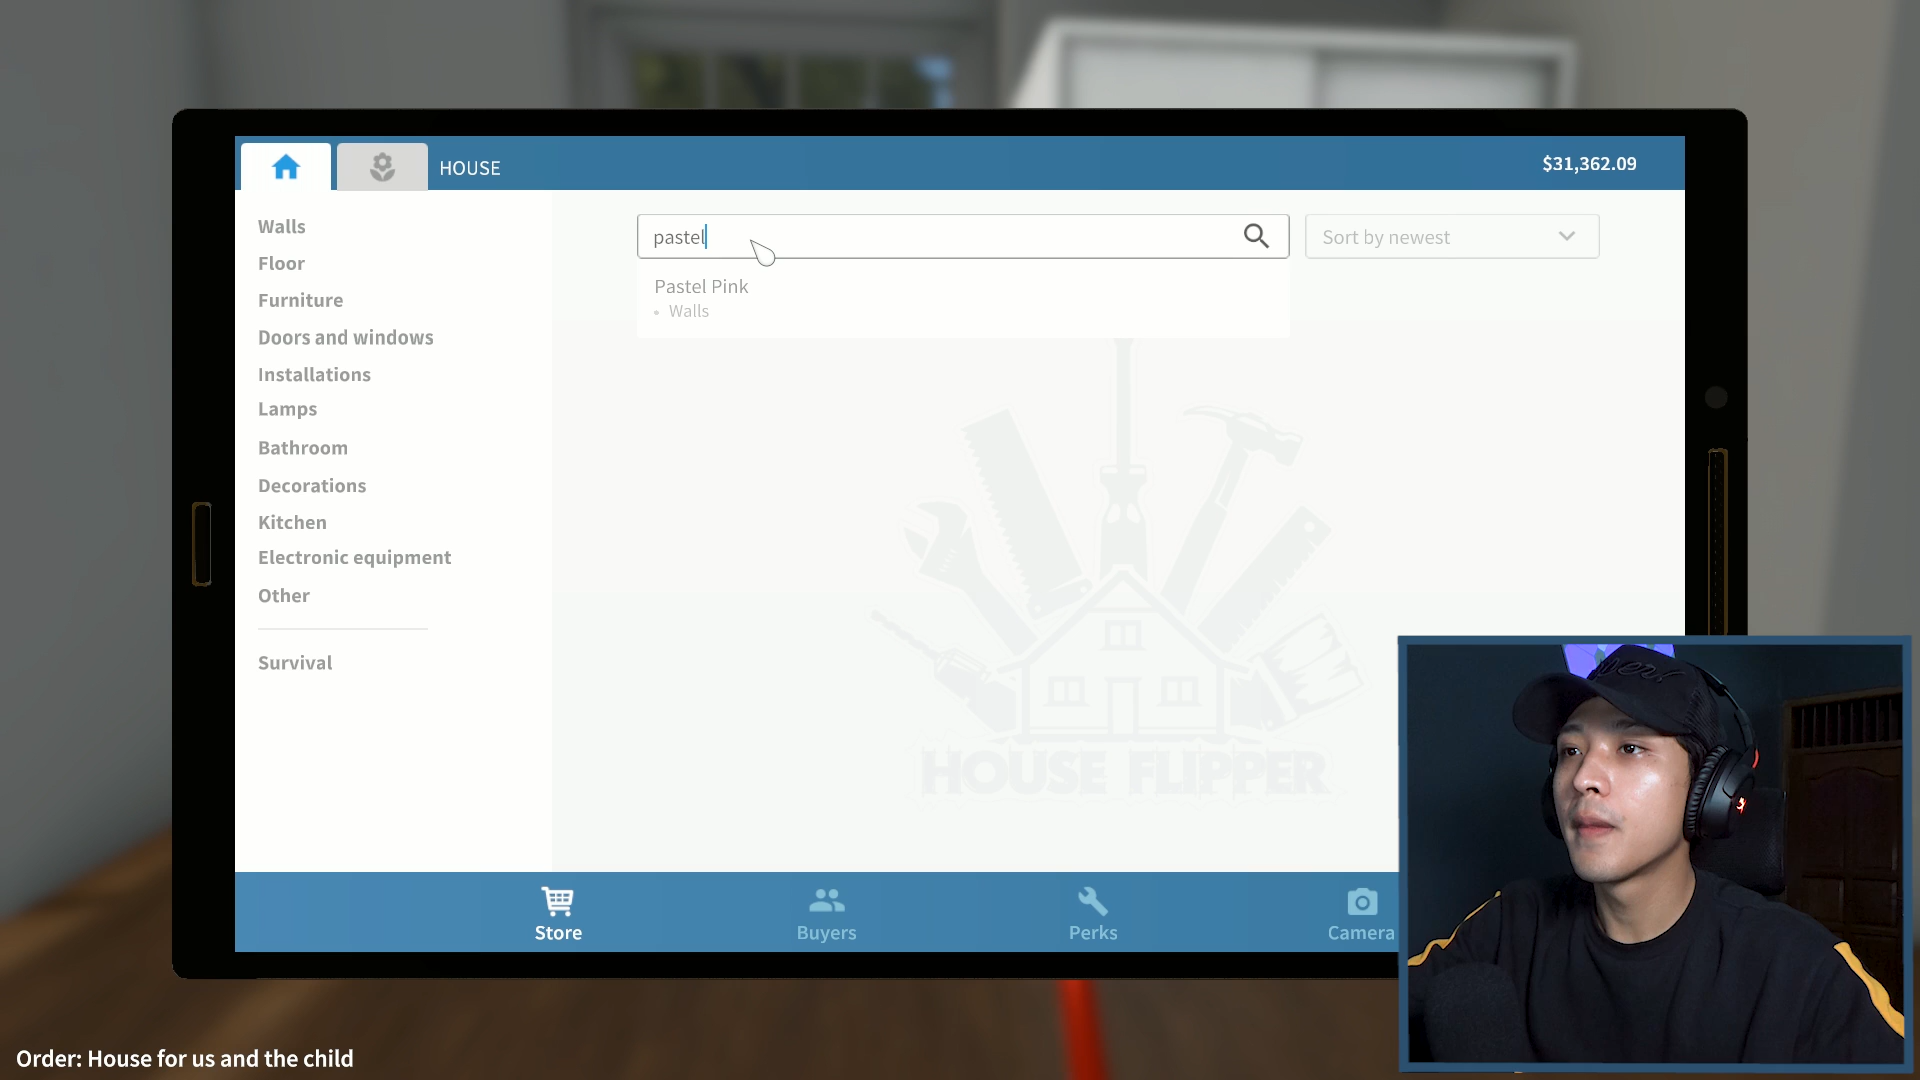 HOUSE
$31,362.09
Walls
Floor
Furniture
Doors and windows
Installations
Lamps
Bathroom
Decorations
Kitchen
Electronic equipment
Other
Survival
pastel
Sort by newest
Pastel Pink
• Walls
HOUSE FLIPPER
Store
Buyers
Perks
Camera
Order: House for us and the child